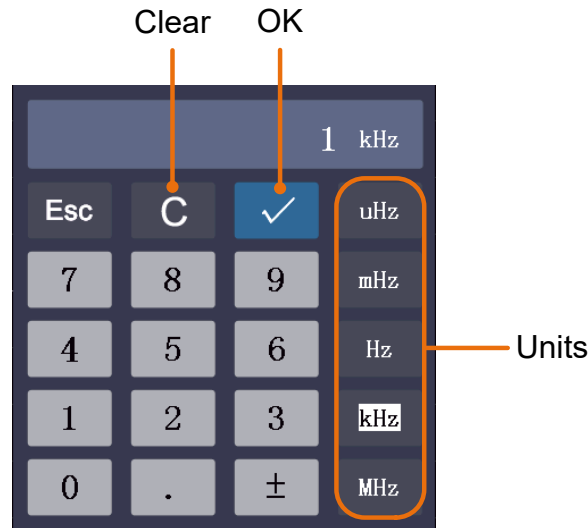 Clear OK
1 kHz
Esc C ✓ uHz
7 8 9 mHz
4 5 6 Hz
Units
1 2 3 kHz
0 . ± MHz